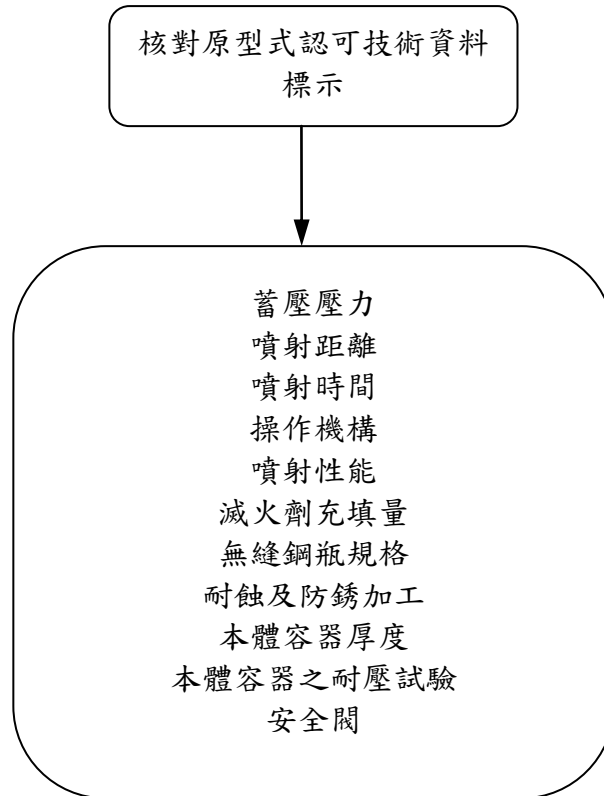 核對原型式認可技術資料
標示
蓄壓壓力
噴射距離
噴射時間
操作機構
噴射性能
滅火劑充填量
無縫鋼瓶規格
耐蝕及防銹加工
本體容器厚度
本體容器之耐壓試驗
安全閥